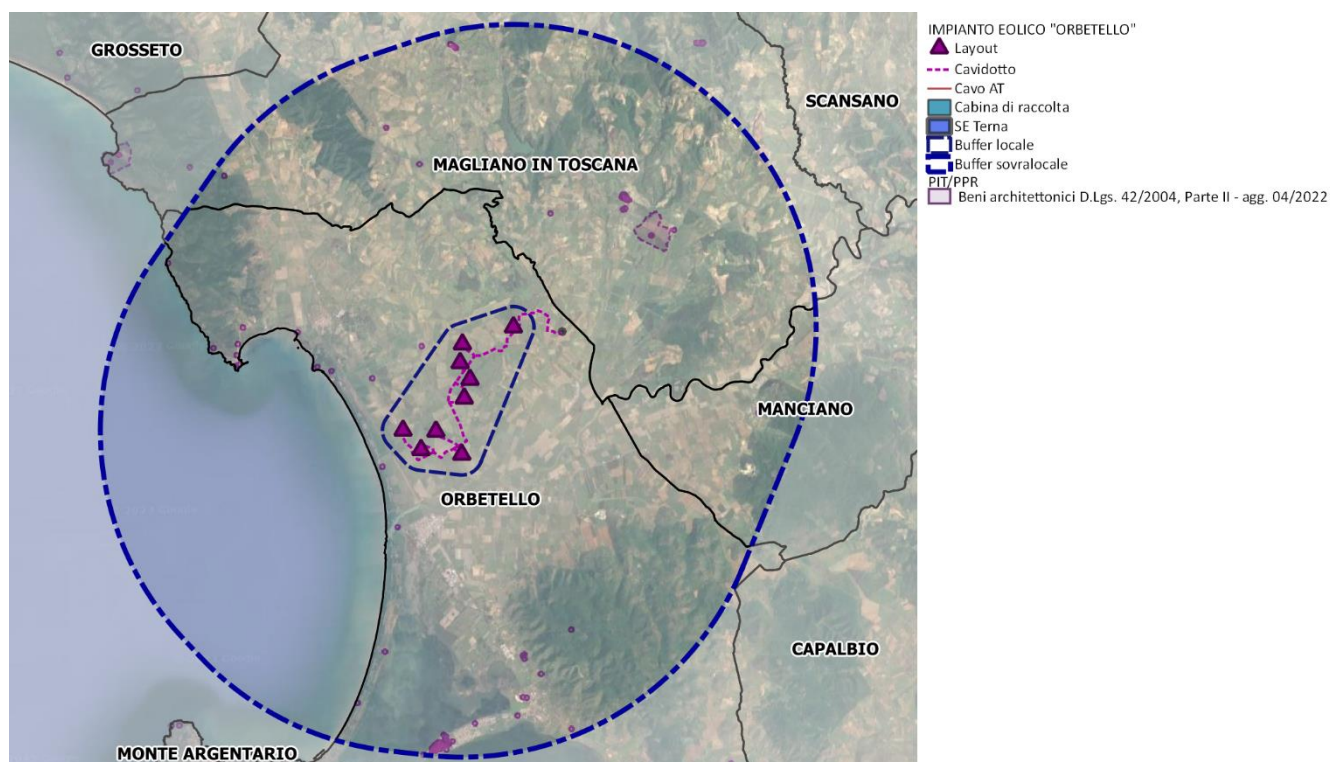 GROSSETO
SCANSANO
MAGLIANO IN TOSCANA
MANCIANO
ORBETELLO
CAPALBIO
MONTE ARGENTARIO
IMPIANTO EOLICO "ORBETELLO"
Layout
Cavidotto
Cavo AT
Cabina di raccolta
SE Terna
Buffer locale
Buffer sovralocale
PIT/PPR
Beni architettonici D.Lgs. 42/2004, Parte II - agg. 04/2022